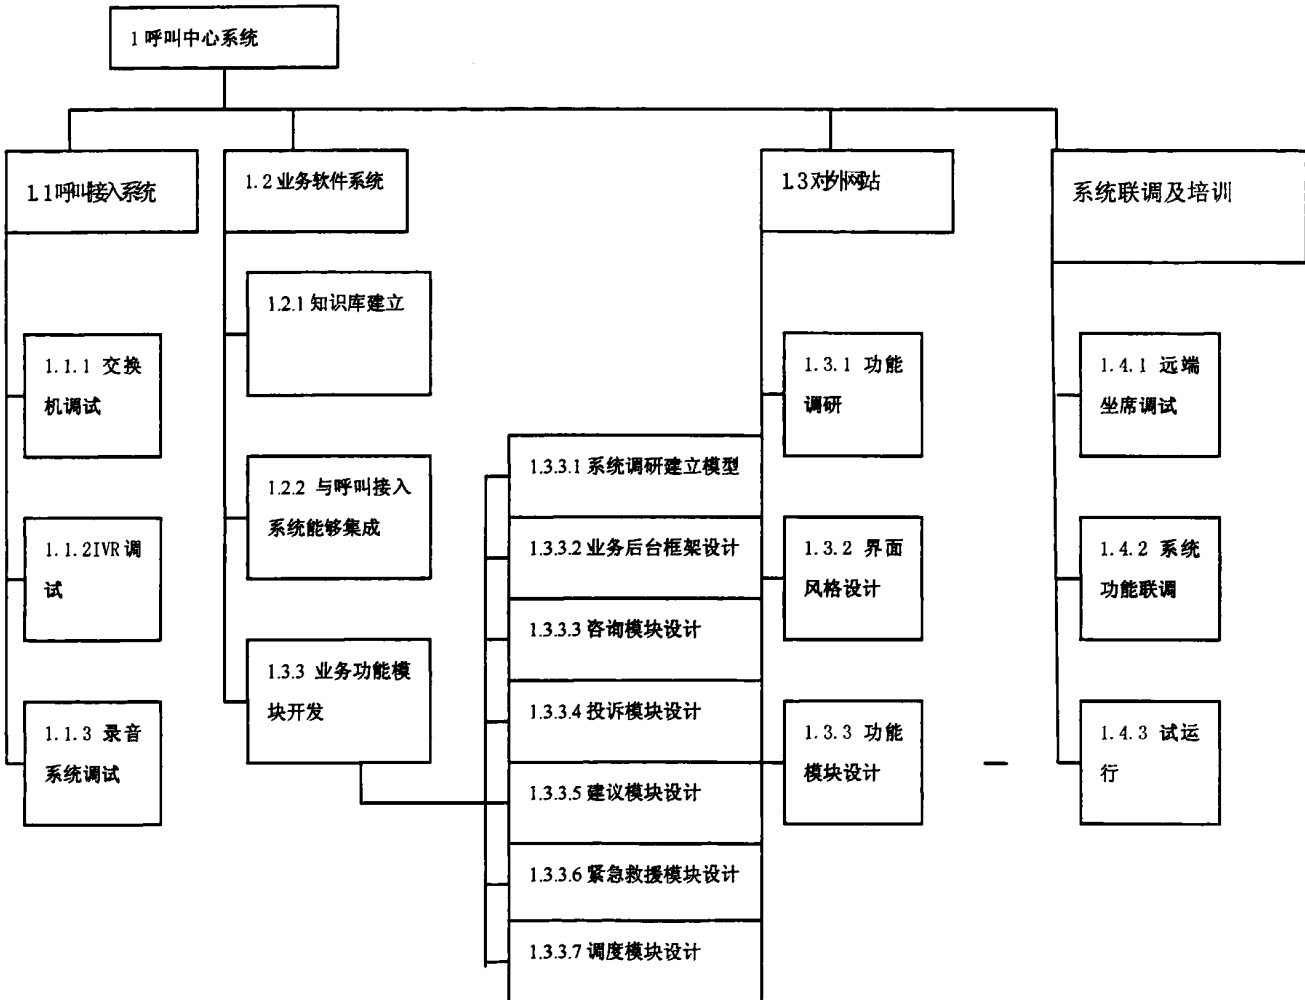 1 呼叫中心系统
1.1呼叫接入系统
1.2 业务软件系统
1.3对外网站
系统联调及培训
1.1.1 交换
机调试
1.1.2IVR 调
试
1.1.3 录音
系统调试
1.2.1 知识库建立
1.2.2 与呼叫接入
系统能够集成
1.3.3 业务功能模
块开发
1.3.3.1 系统调研建立模型
1.3.3.2 业务后台框架设计
1.3.3.3 咨询模块设计
1.3.3.4 投诉模块设计
1.3.3.5 建议模块设计
1.3.3.6 紧急救援模块设计
1.3.3.7 调度模块设计
1.3.1 功能
调研
1.3.2 界面
风格设计
1.3.3 功能
模块设计
1.4.1 远端
坐席调试
1.4.2 系统
功能联调
1.4.3 试运
行